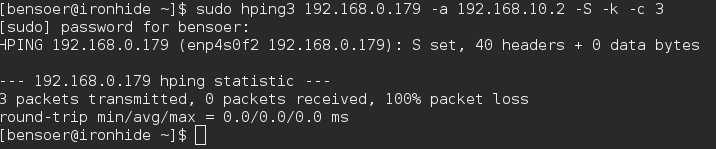 [bensoer@ironhide ~]$ sudo hping3 192.168.0.179 -a 192.168.10.2 -S -k -c 3
[sudo] password for bensoer:
HPING 192.168.0.179 (enp4s0f2 192.168.0.179): S set, 40 headers + 0 data bytes
--- 192.168.0.179 hping statistic ---
3 packets transmitted, 0 packets received, 100% packet loss
round-trip min/avg/max = 0.0/0.0/0.0 ms
[bensoer@ironhide ~]$